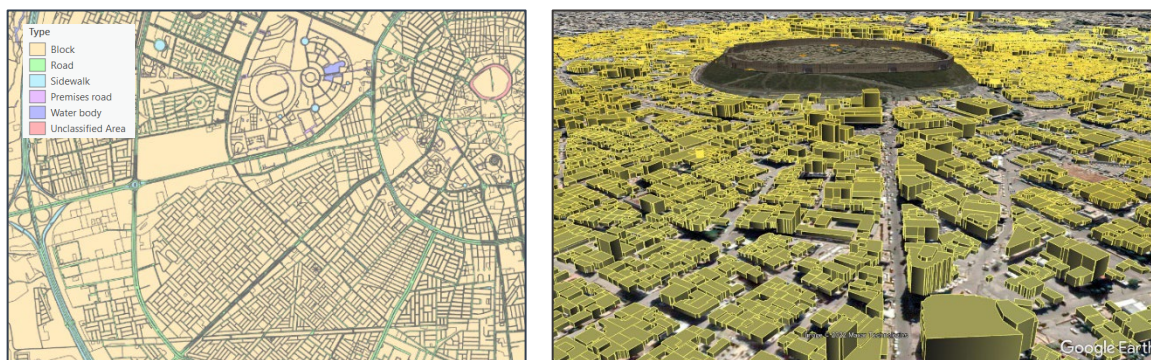 Type
Block
Road
Sidewalk
Premises road
Water body
Unclassified Area
Google Earth